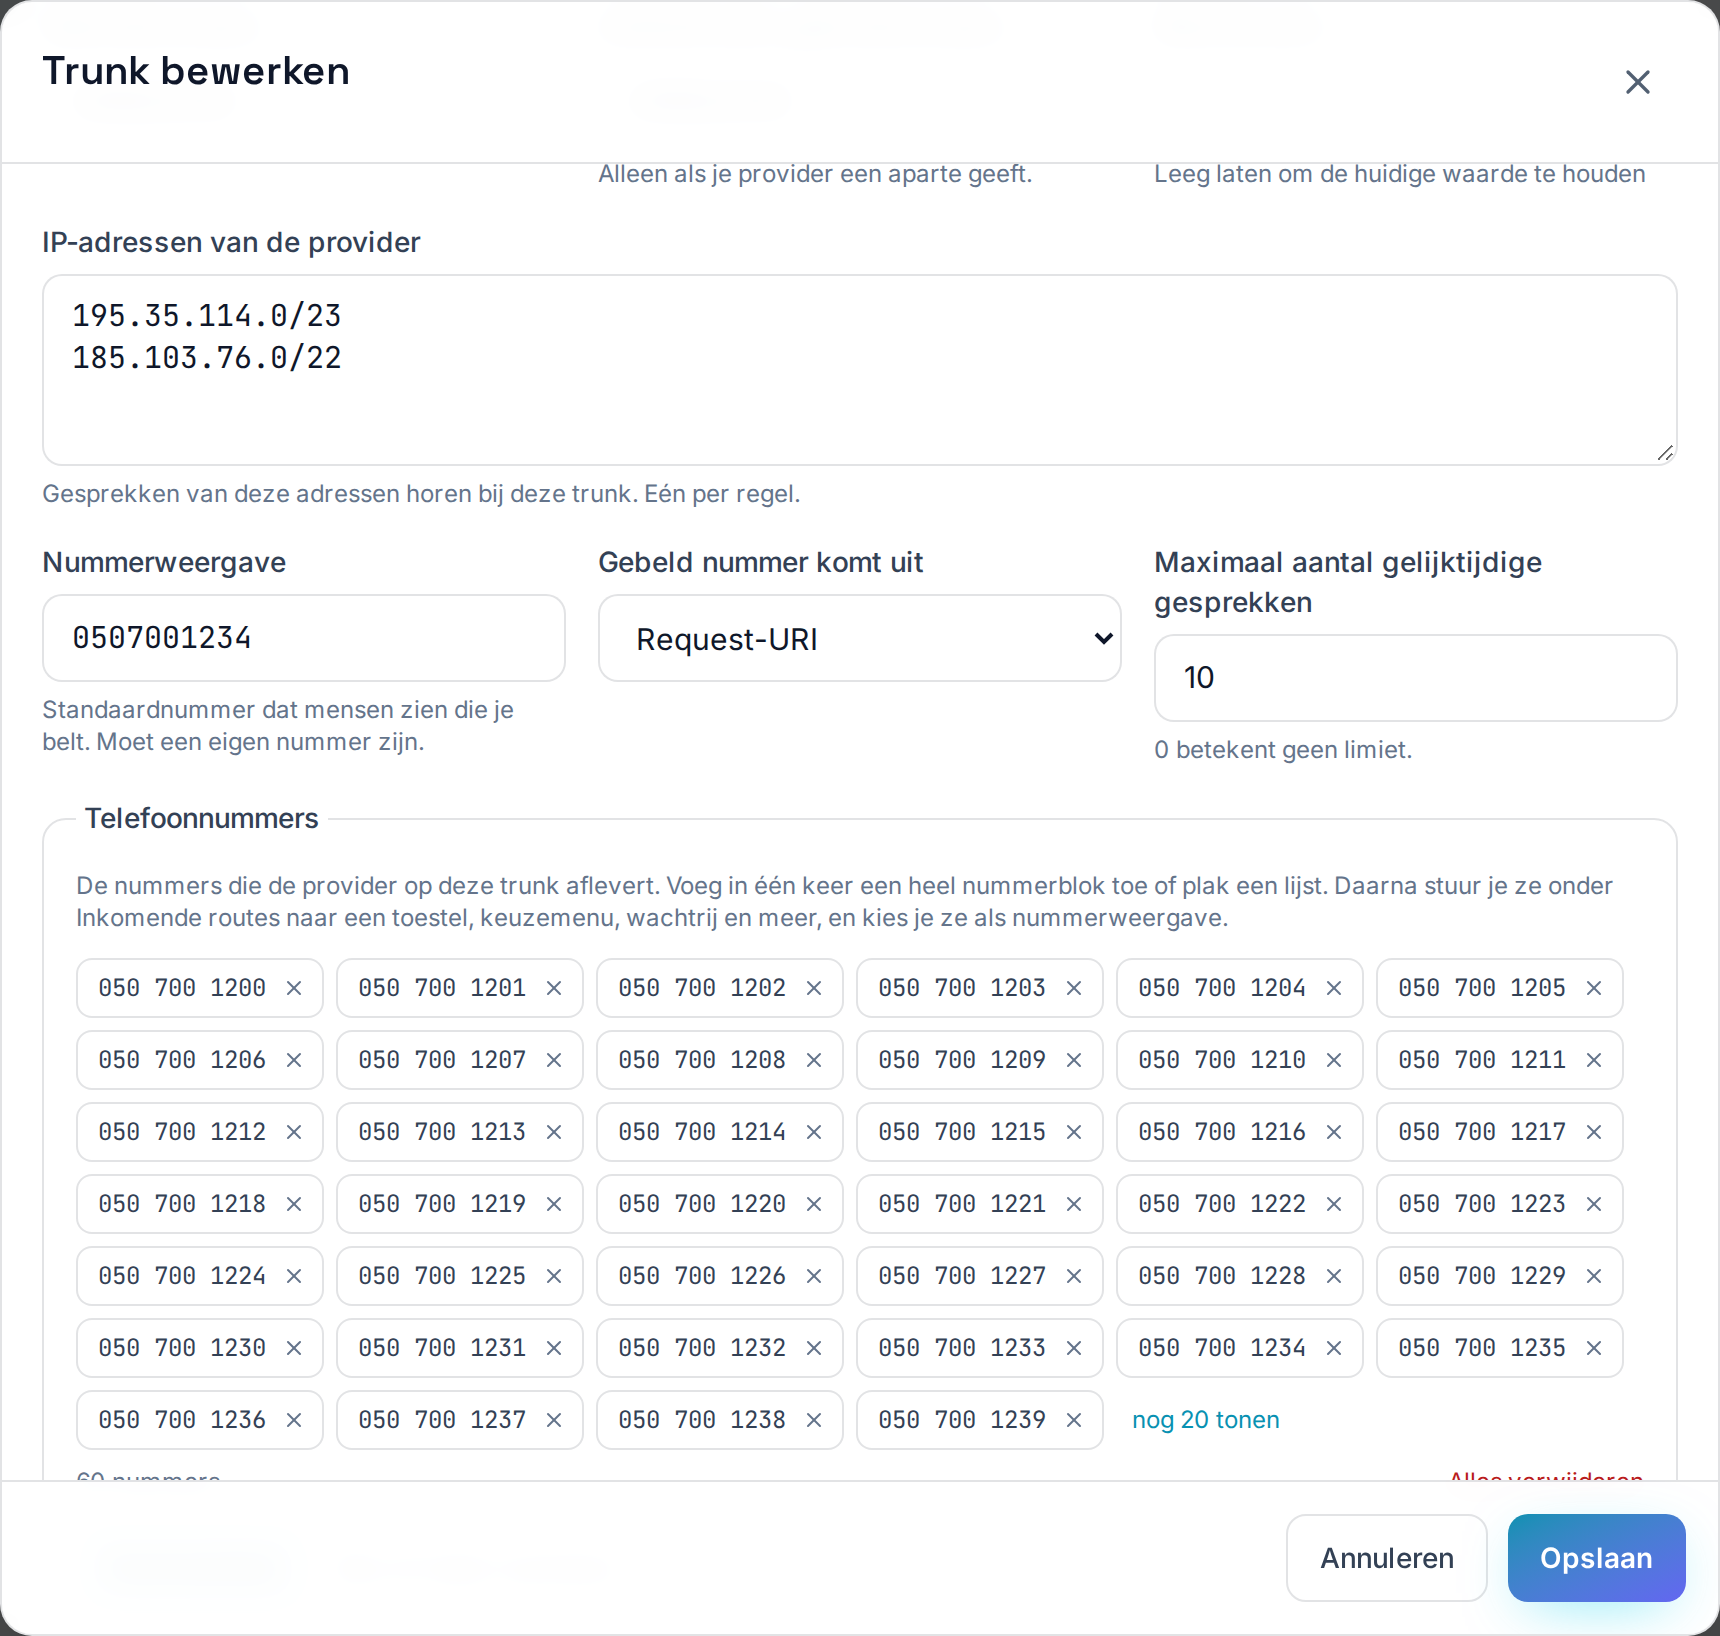 Trunk bewerken
Alleen als je provider een aparte geeft.
Leeg laten om de huidige waarde te houden
IP-adressen van de provider
195.35.114.0/23
185.103.76.0/22
Gesprekken van deze adressen horen bij deze trunk. Eén per regel.
Nummerweergave
0507001234
Standaardnummer dat mensen zien die je
belt. Moet een eigen nummer zijn.
Gebeld nummer komt uit
Request-URI
Maximaal aantal gelijktijdige
gesprekken
10
0 betekent geen limiet.
Telefoonnummers
De nummers die de provider op deze trunk aflevert. Voeg in één keer een heel nummerblok toe of plak een lijst. Daarna stuur je ze onder
Inkomende routes naar een toestel, keuzemenu, wachtrij en meer, en kies je ze als nummerweergave.
050 700 1200 050 700 1201 050 700 1202 050 700 1203 050 700 1204 050 700 1205
050 700 1206 050 700 1207 050 700 1208 050 700 1209 050 700 1210 050 700 1211
050 700 1212 050 700 1213 050 700 1214 050 700 1215 050 700 1216 050 700 1217
050 700 1218 050 700 1219 050 700 1220 050 700 1221 050 700 1222 050 700 1223
050 700 1224 050 700 1225 050 700 1226 050 700 1227 050 700 1228 050 700 1229
050 700 1230 050 700 1231 050 700 1232 050 700 1233 050 700 1234 050 700 1235
050 700 1236 050 700 1237 050 700 1238 050 700 1239 nog 20 tonen
60 nummers
Alles verwijderen
Annuleren
Opslaan